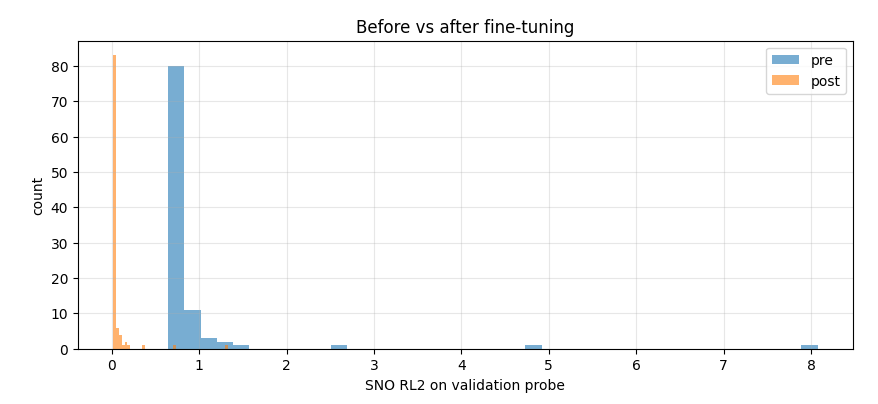 Before vs after fine-tuning
pre
post
80
70
60
50
40
30
20
10
0
count
0 1 2 3 4 5 6 7 8
SNO RL2 on validation probe